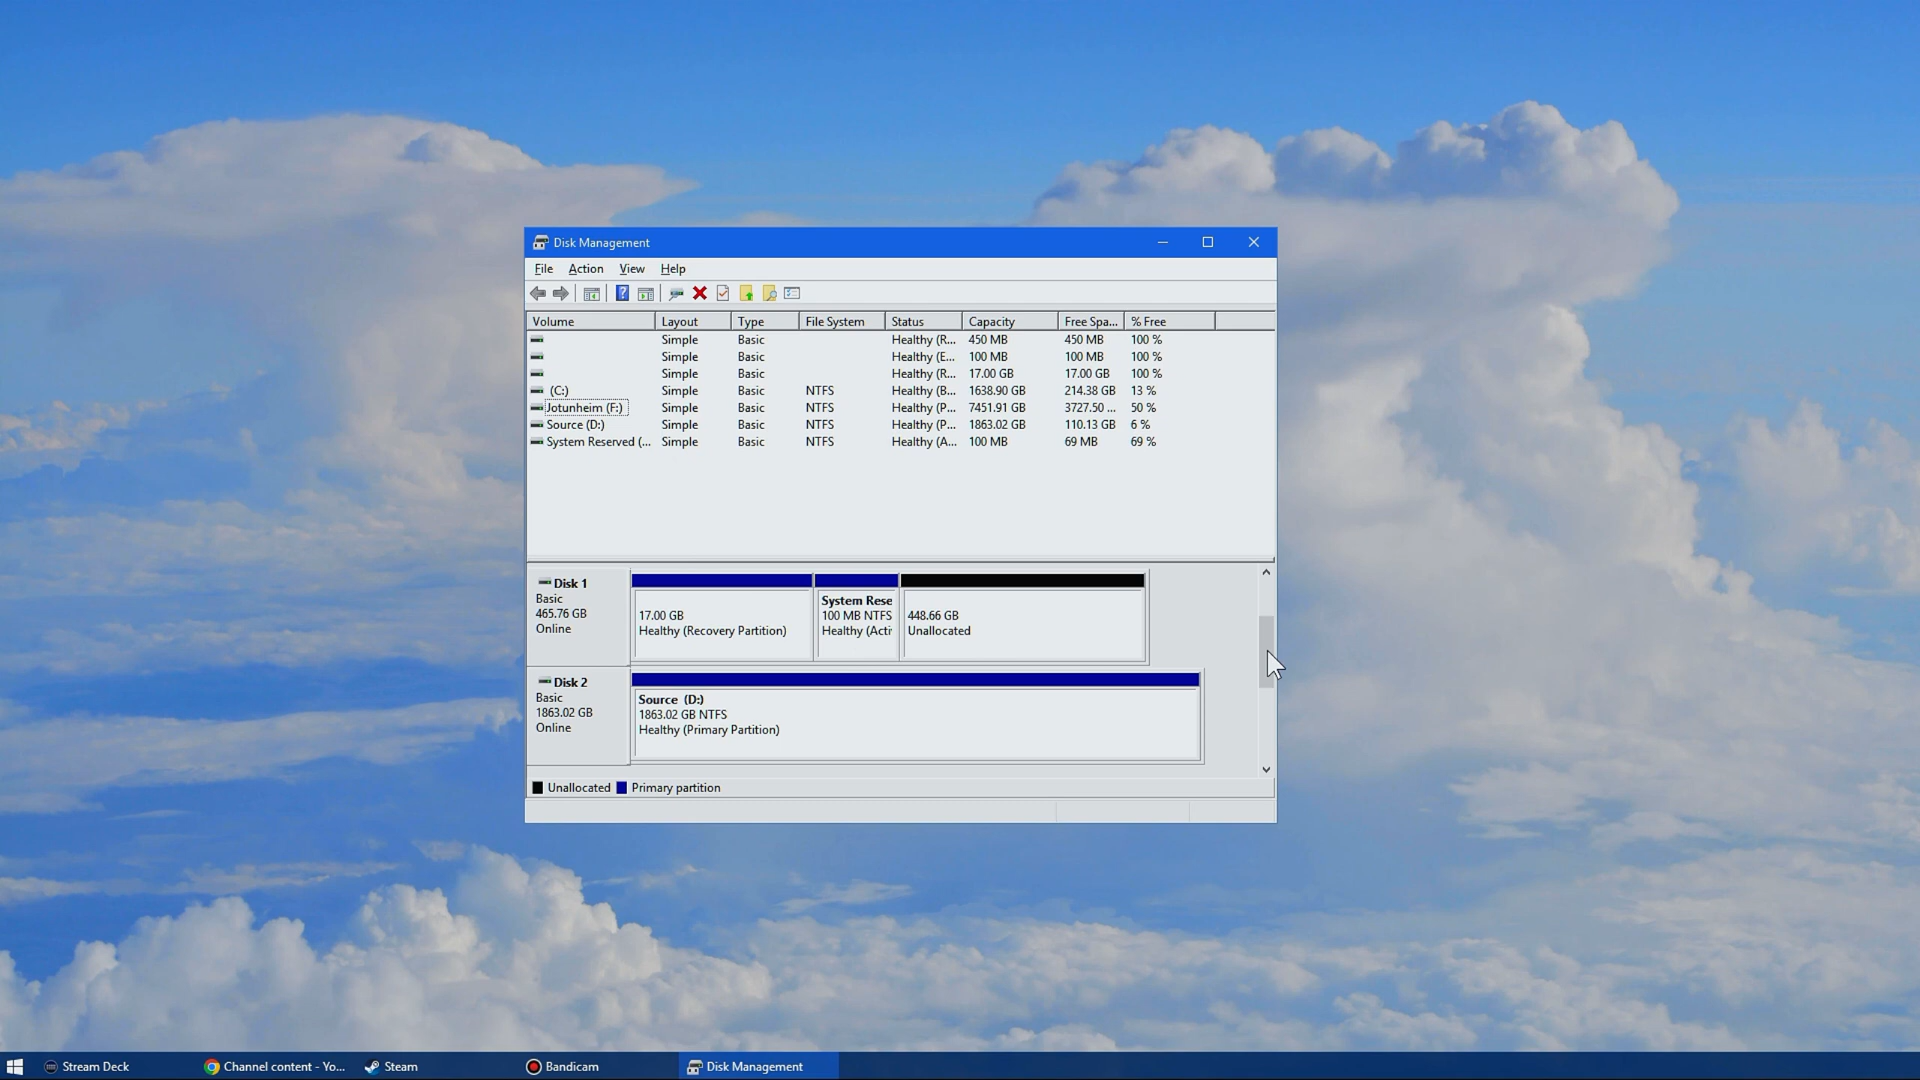 Disk Management
File Action View Help
Volume Layout Type File System Status Capacity Free Spa... % Free
Simple Basic Healthy (R... 450 MB 450 MB 100 %
Simple Basic Healthy (E... 100 MB 100 MB 100 %
Simple Basic Healthy (R... 17.00 GB 17.00 GB 100 %
(C:) Simple Basic NTFS Healthy (B... 1638.90 GB 214.38 GB 13 %
Jotunheim (F:) Simple Basic NTFS Healthy (P... 7451.91 GB 3727.50 ... 50 %
Source (D:) Simple Basic NTFS Healthy (P... 1863.02 GB 110.13 GB 6 %
System Reserved (... Simple Basic NTFS Healthy (A... 100 MB 69 MB 69 %
Disk 1
Basic
465.76 GB
Online
17.00 GB
Healthy (Recovery Partition)
System Rese
100 MB NTFS
Healthy (Acti
448.66 GB
Unallocated
Disk 2
Basic
1863.02 GB
Online
Source (D:)
1863.02 GB NTFS
Healthy (Primary Partition)
Unallocated Primary partition
Stream Deck Channel content - Yo... Steam Bandicam Disk Management